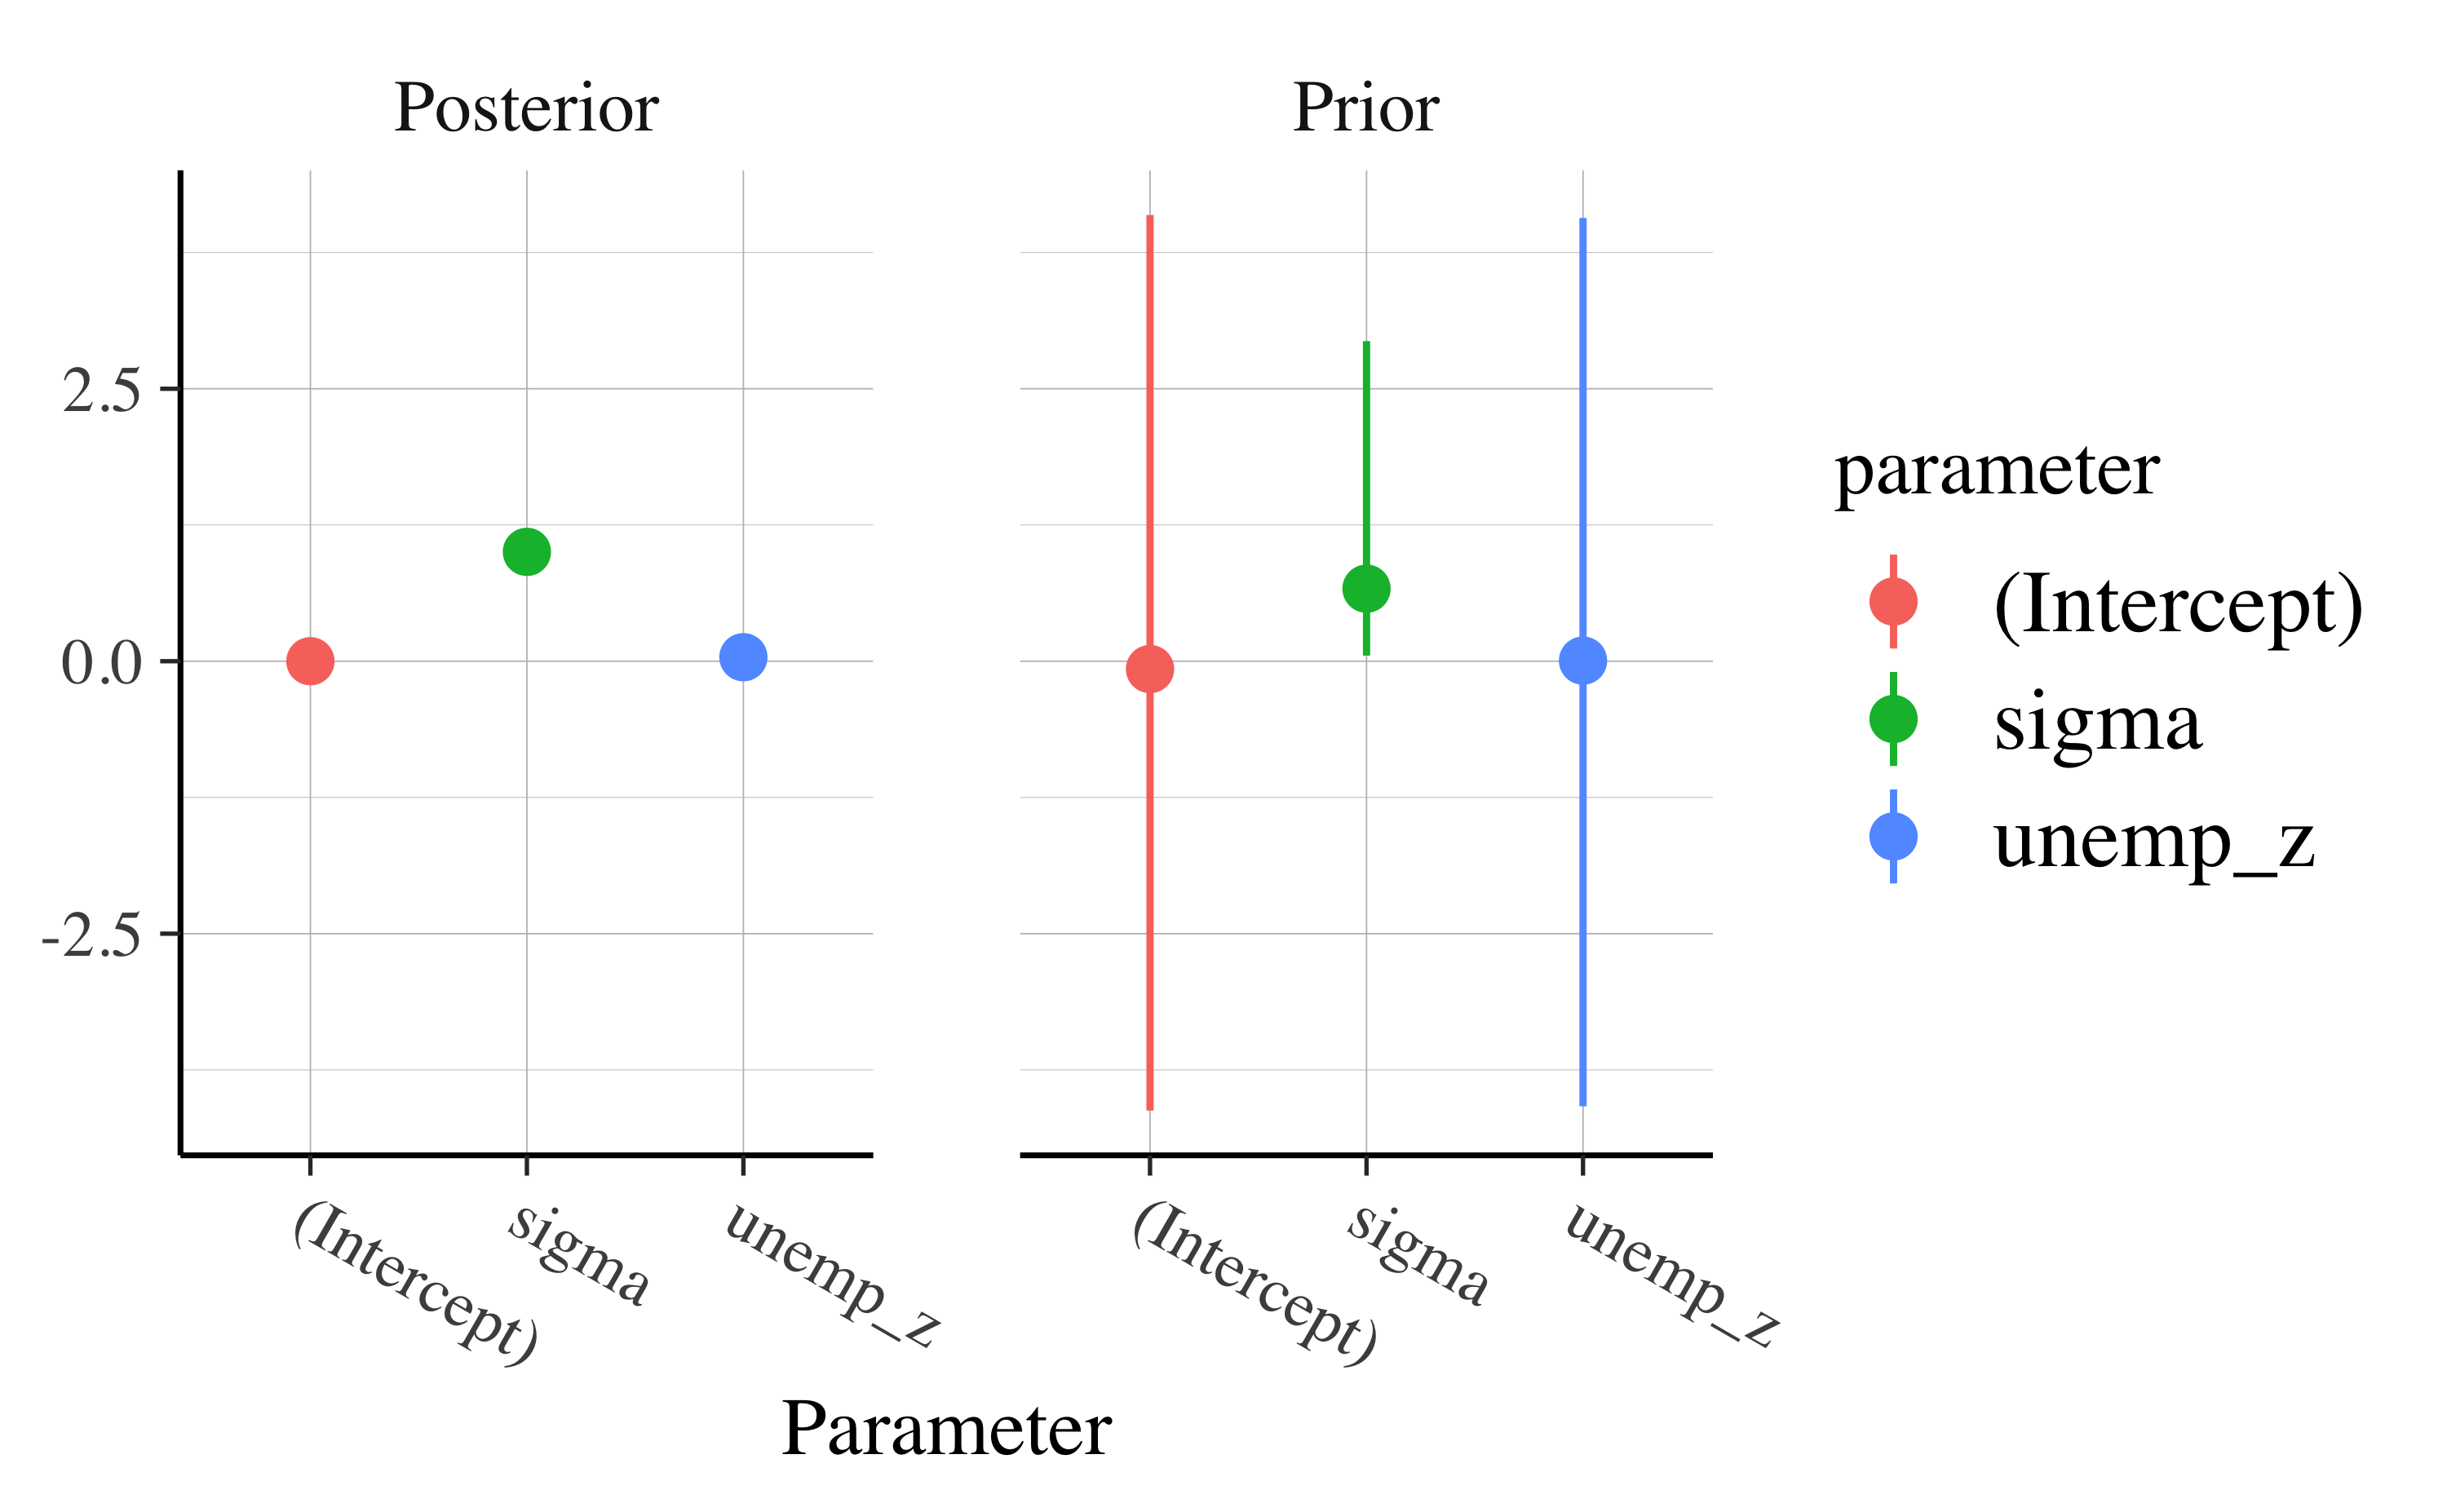 Posterior
Prior
2.5
0.0
-2.5
(Intercept)
sigma
unemp_z
(Intercept)
sigma
unemp_z
Parameter
parameter
(Intercept)
sigma
unemp_z